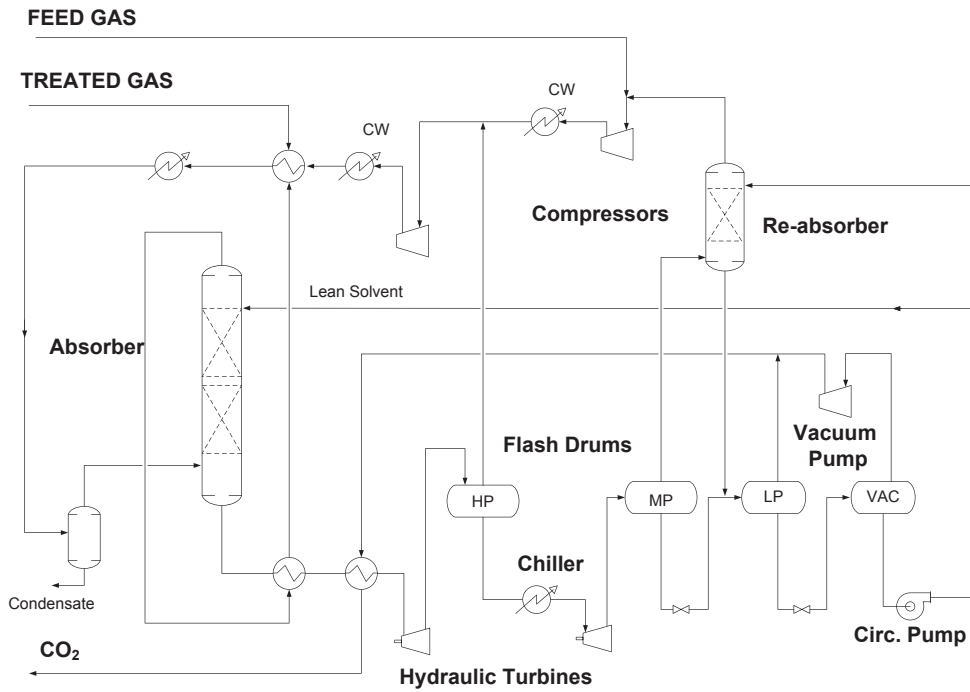 FEED GAS
TREATED GAS
CW
CW
Compressors
Re-absorber
Lean Solvent
Absorber
Flash Drums
Vacuum
Pump
HP
MP
LP
VAC
Chiller
Condensate
Circ. Pump
CO₂
Hydraulic Turbines